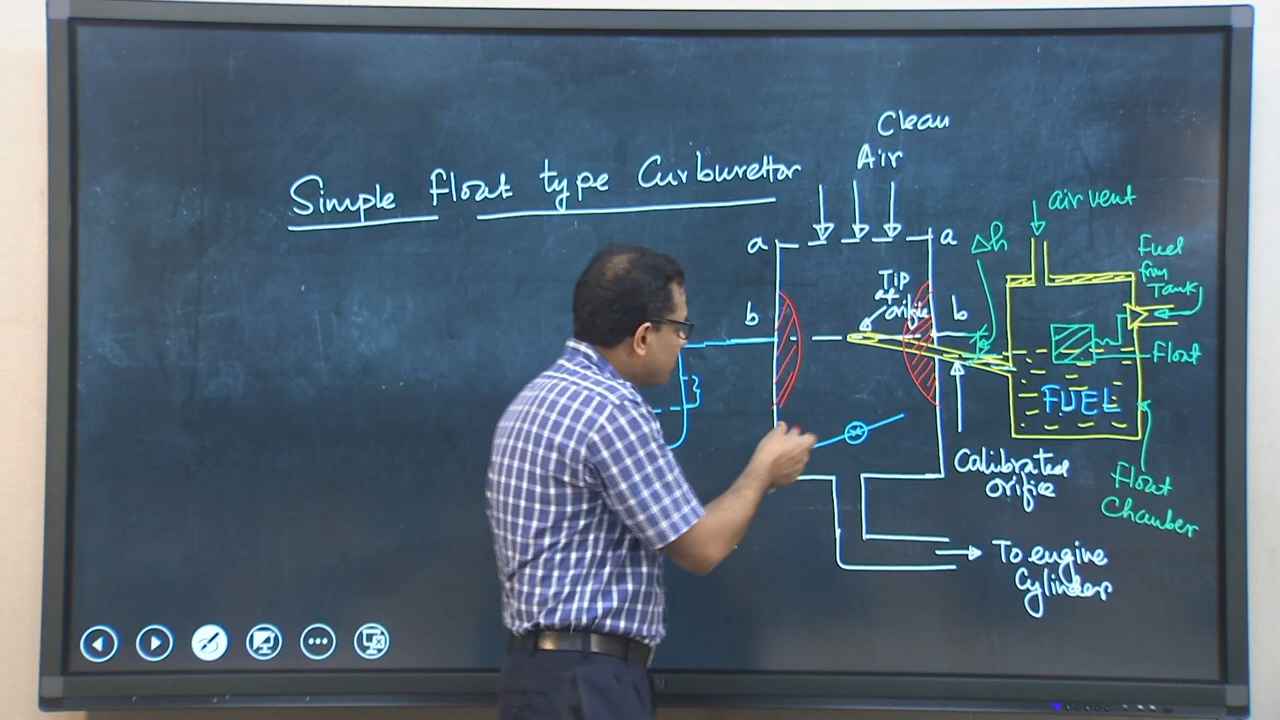 Simple float type Carburettor
Clean
Air
a
a
b
b
Tip
of
orifice
Δh
air vent
Fuel
from
Tank
Float
FUEL
Calibrated
orifice
Float
Chamber
To engine
Cylinder